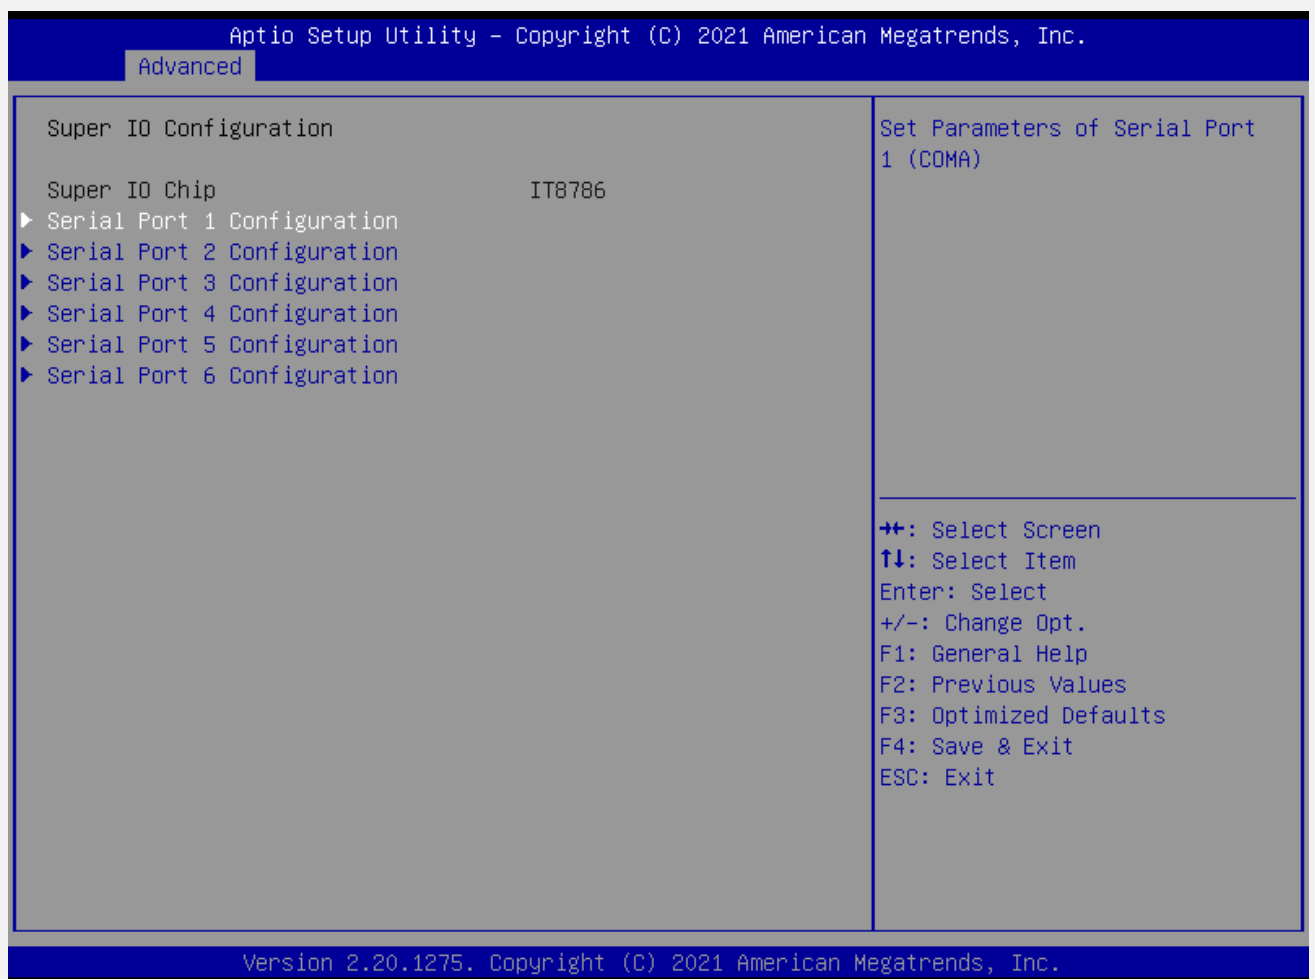 Aptio Setup Utility – Copyright (C) 2021 American Megatrends, Inc.
Advanced
Super IO Configuration
Super IO Chip IT8786
▶ Serial Port 1 Configuration
▶ Serial Port 2 Configuration
▶ Serial Port 3 Configuration
▶ Serial Port 4 Configuration
▶ Serial Port 5 Configuration
▶ Serial Port 6 Configuration
Set Parameters of Serial Port
1 (COMA)
→←: Select Screen
↑↓: Select Item
Enter: Select
+/-: Change Opt.
F1: General Help
F2: Previous Values
F3: Optimized Defaults
F4: Save & Exit
ESC: Exit
Version 2.20.1275. Copyright (C) 2021 American Megatrends, Inc.